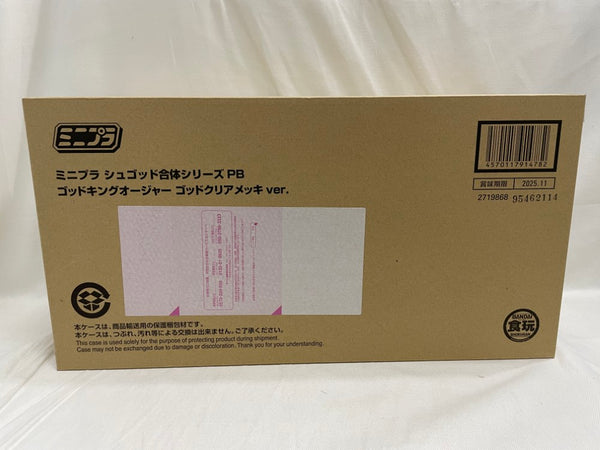 ミニプラ
4570117914782
ミニプラ シュゴッド合体シリーズ PB
ゴッドキングオージャー ゴッドクリアメッキ ver.
賞味期限 2025.11
2719868 95462114
本ケースは、商品輸送用の保護梱包材です。
本ケースは、つぶれ、汚れ等による交換は出来ません。ご了承ください。
This case is used solely for the purpose of protecting product during shipment.
Case may not be exchanged due to damage or discoloration. Thank you for your understanding.
BANDAI
食玩